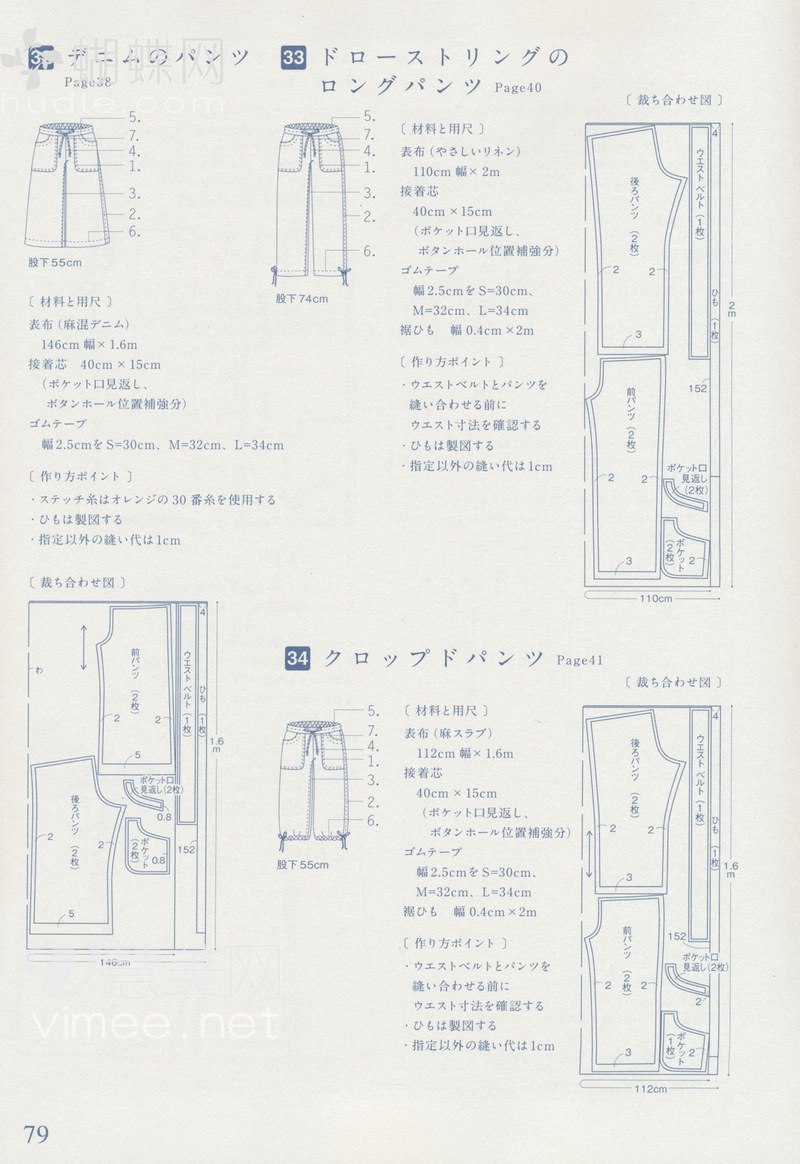 デニムのパンツ
Page38
5.
7.
4.
1.
3.
2.
6.
股下55cm
〔 材料と用尺 〕
表布（麻混デニム）
146cm 幅×1.6m
接着芯　40cm×15cm
（ポケット口見返し、
ボタンホール位置補強分）
ゴムテープ
幅2.5cmを S=30cm、M=32cm、L=34cm
〔 作り方ポイント 〕
・ステッチ糸はオレンジの30番糸を使用する
・ひもは製図する
・指定以外の縫い代は1cm
〔 裁ち合わせ図 〕
わ
前パンツ（2枚）
2
2
5
ウエストベルト（1枚）
4
ひも（1枚）
1.6m
ポケット口
見返し（2枚）
0.8
後ろパンツ（2枚）
2
2
5
ポケット（2枚）
0.8
152
146cm
33 ドローストリングの
ロングパンツ Page40
5.
7.
4.
1.
3.
2.
6.
股下74cm
〔 材料と用尺 〕
表布（やさしいリネン）
110cm 幅×2m
接着芯
40cm×15cm
（ポケット口見返し、
ボタンホール位置補強分）
ゴムテープ
幅2.5cmを S=30cm、
M=32cm、L=34cm
裾ひも　幅 0.4cm×2m
〔 作り方ポイント 〕
・ウエストベルトとパンツを
縫い合わせる前に
ウエスト寸法を確認する
・ひもは製図する
・指定以外の縫い代は1cm
〔 裁ち合わせ図 〕
後ろパンツ（2枚）
2
2
3
ウエストベルト（1枚）
4
ひも（1枚）
2m
152
前パンツ（2枚）
2
2
3
ポケット口
見返し
（2枚）
ポケット（2枚）
2
110cm
34 クロップドパンツ Page41
5.
7.
4.
1.
3.
2.
6.
股下55cm
〔 材料と用尺 〕
表布（麻スラブ）
112cm 幅×1.6m
接着芯
40cm×15cm
（ポケット口見返し、
ボタンホール位置補強分）
ゴムテープ
幅2.5cmを S=30cm、
M=32cm、L=34cm
裾ひも　幅 0.4cm×2m
〔 作り方ポイント 〕
・ウエストベルトとパンツを
縫い合わせる前に
ウエスト寸法を確認する
・ひもは製図する
・指定以外の縫い代は1cm
〔 裁ち合わせ図 〕
後ろパンツ（2枚）
2
2
3
ウエストベルト（1枚）
4
ひも（1枚）
1.6m
152
前パンツ（2枚）
2
2
3
ポケット口
見返し（2枚）
2
ポケット（1枚）
2
112cm
79
蝴蝶网
hudie.com
vimee.net